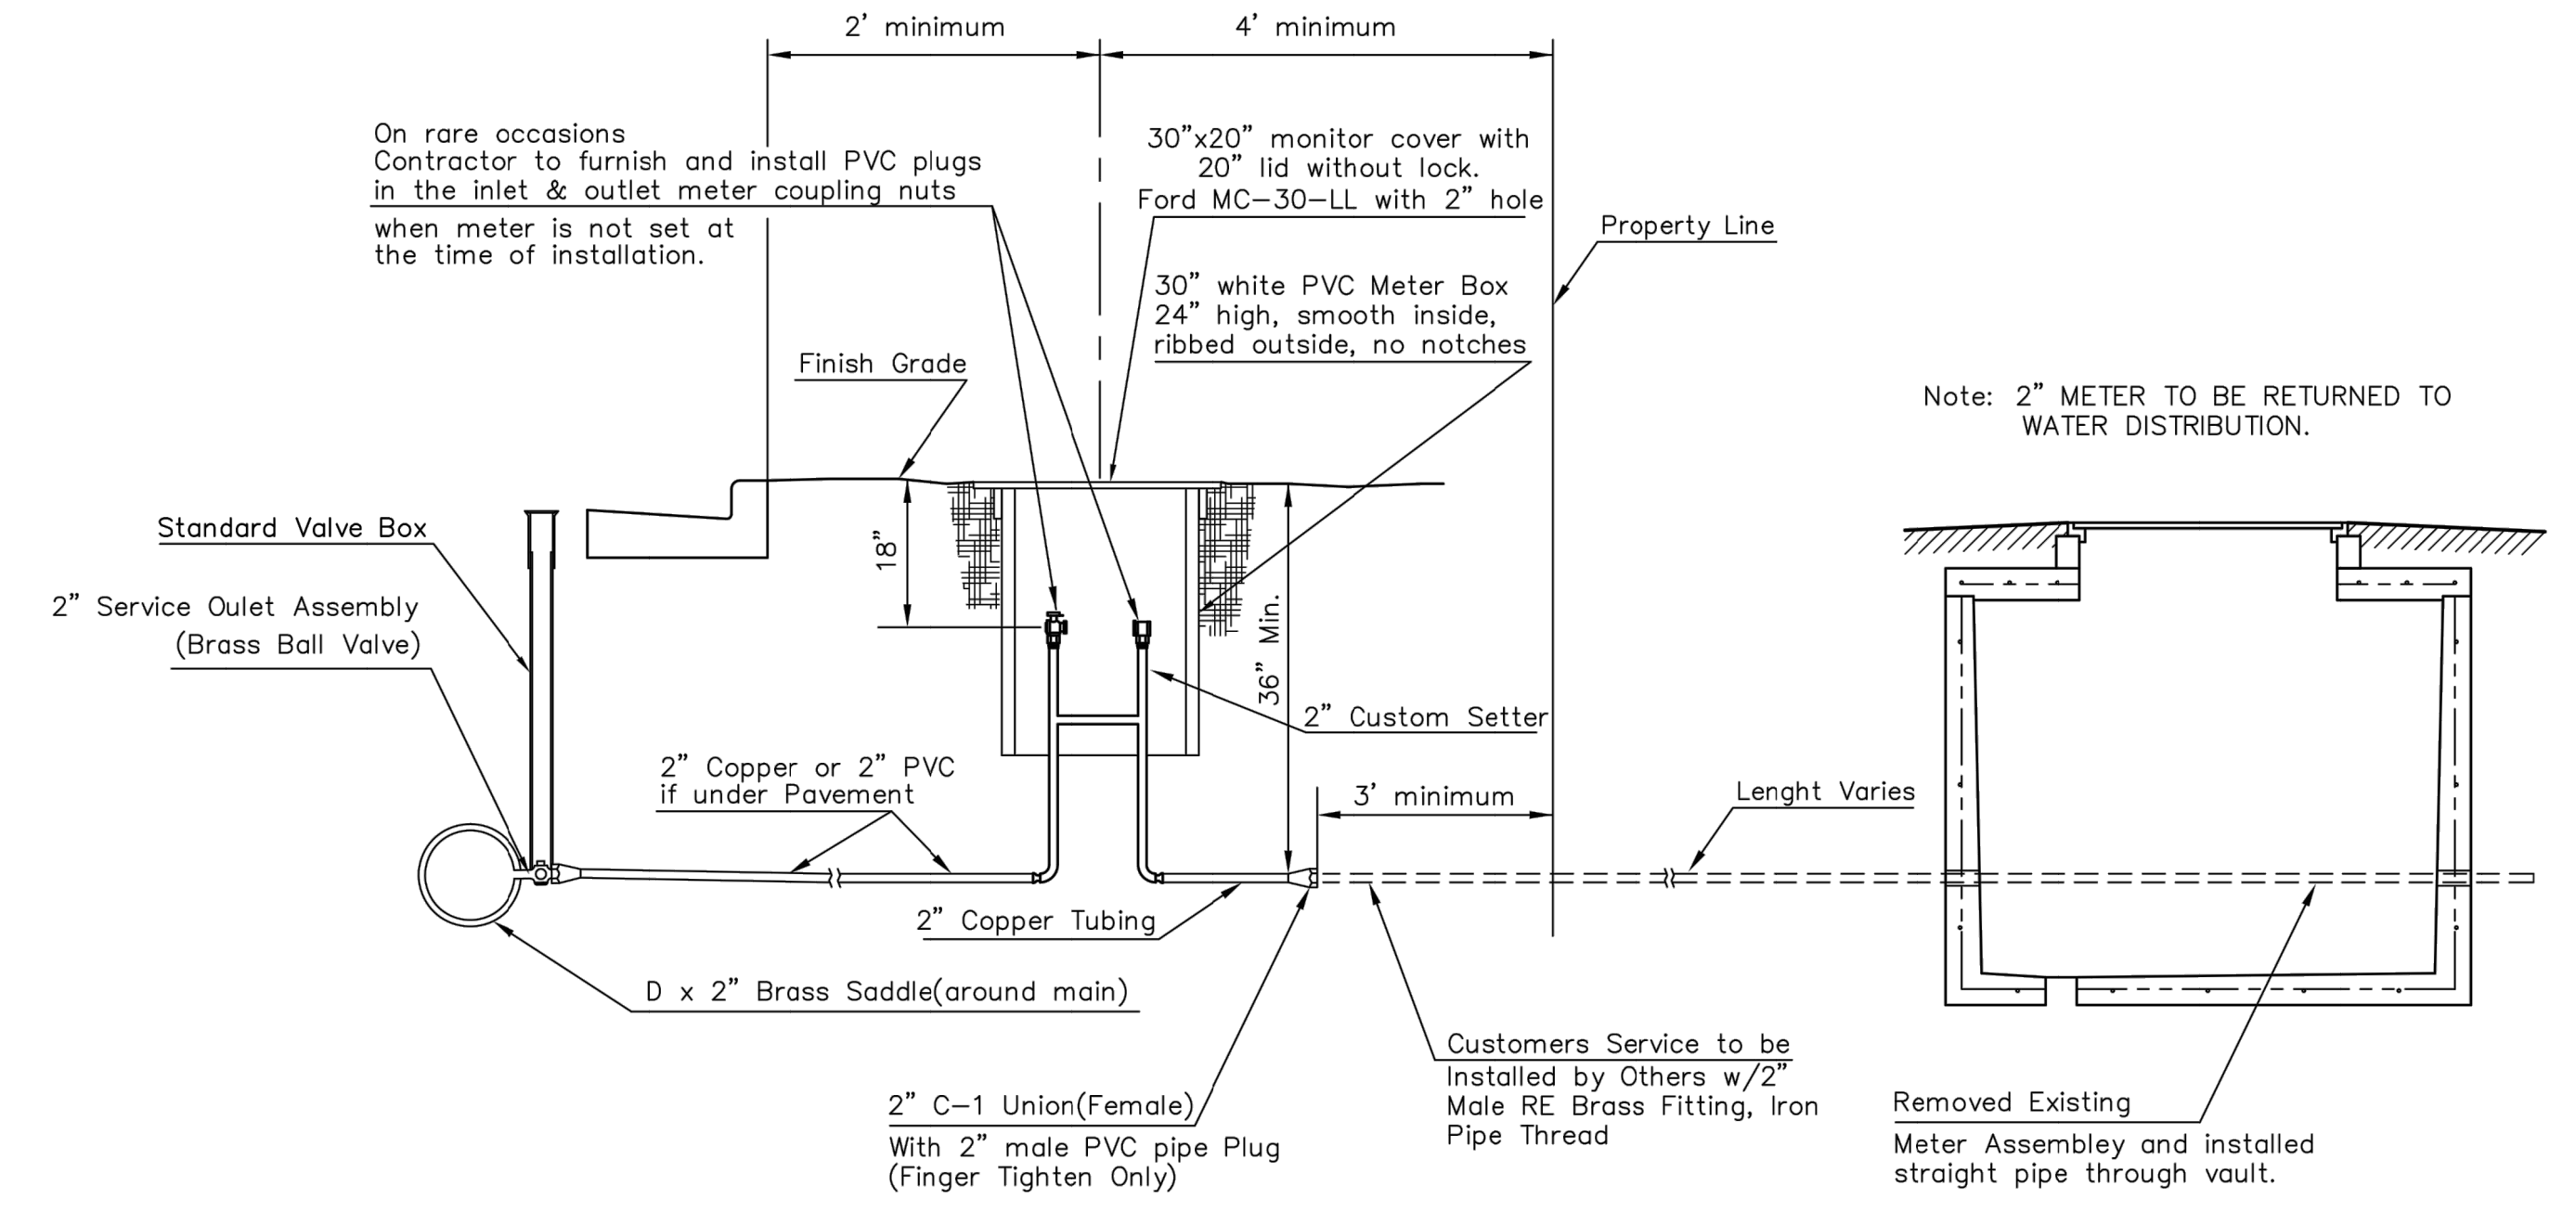 2’ minimum
4’ minimum
On rare occasions
Contractor to furnish and install PVC plugs
in the inlet & outlet meter coupling nuts
when meter is not set at
the time of installation.
30”x20” monitor cover with
20” lid without lock.
Ford MC-30-LL with 2” hole
Property Line
30” white PVC Meter Box
24” high, smooth inside,
ribbed outside, no notches
Finish Grade
Note: 2” METER TO BE RETURNED TO
WATER DISTRIBUTION.
Standard Valve Box
18”
2” Service Oulet Assembly
(Brass Ball Valve)
36” Min.
2” Custom Setter
2” Copper or 2” PVC
if under Pavement
3’ minimum
Lenght Varies
2” Copper Tubing
D x 2” Brass Saddle(around main)
2” C-1 Union(Female)
With 2” male PVC pipe Plug
(Finger Tighten Only)
Customers Service to be
Installed by Others w/2”
Male RE Brass Fitting, Iron
Pipe Thread
Removed Existing
Meter Assembley and installed
straight pipe through vault.